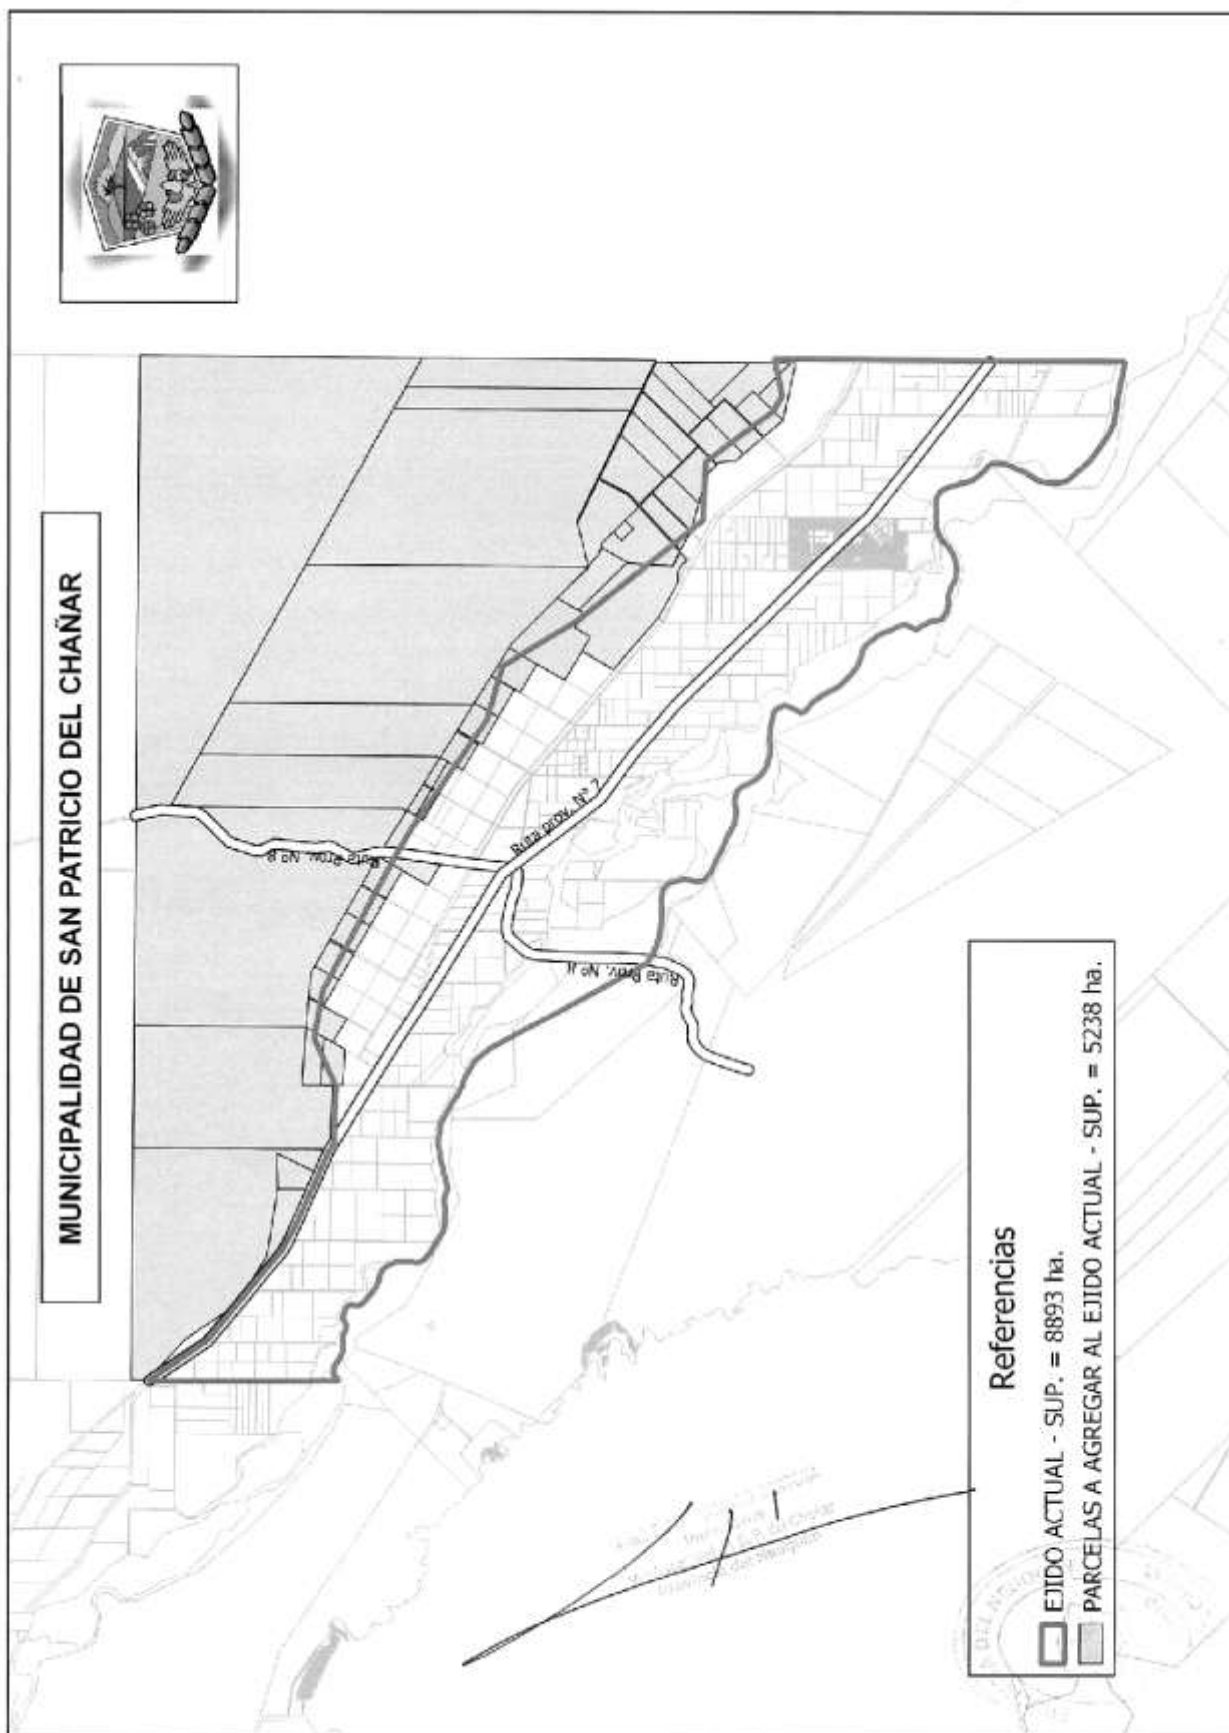 MUNICIPALIDAD DE SAN PATRICIO DEL CHAÑAR
Ruta Prov. Nº 8
Ruta prov. Nº 7
Ruta Prov. Nº
Referencias
EJIDO ACTUAL - SUP. = 8893 ha.
PARCELAS A AGREGAR AL EJIDO ACTUAL - SUP. = 5238 ha.